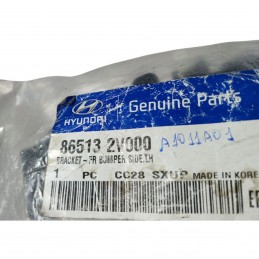 HYUNDAI
Genuine Parts
86513 2V000 A1011A01
BRACKET-FR BUMPER SIDE,LH
1 PC CC28 SXUP MADE IN KOREA